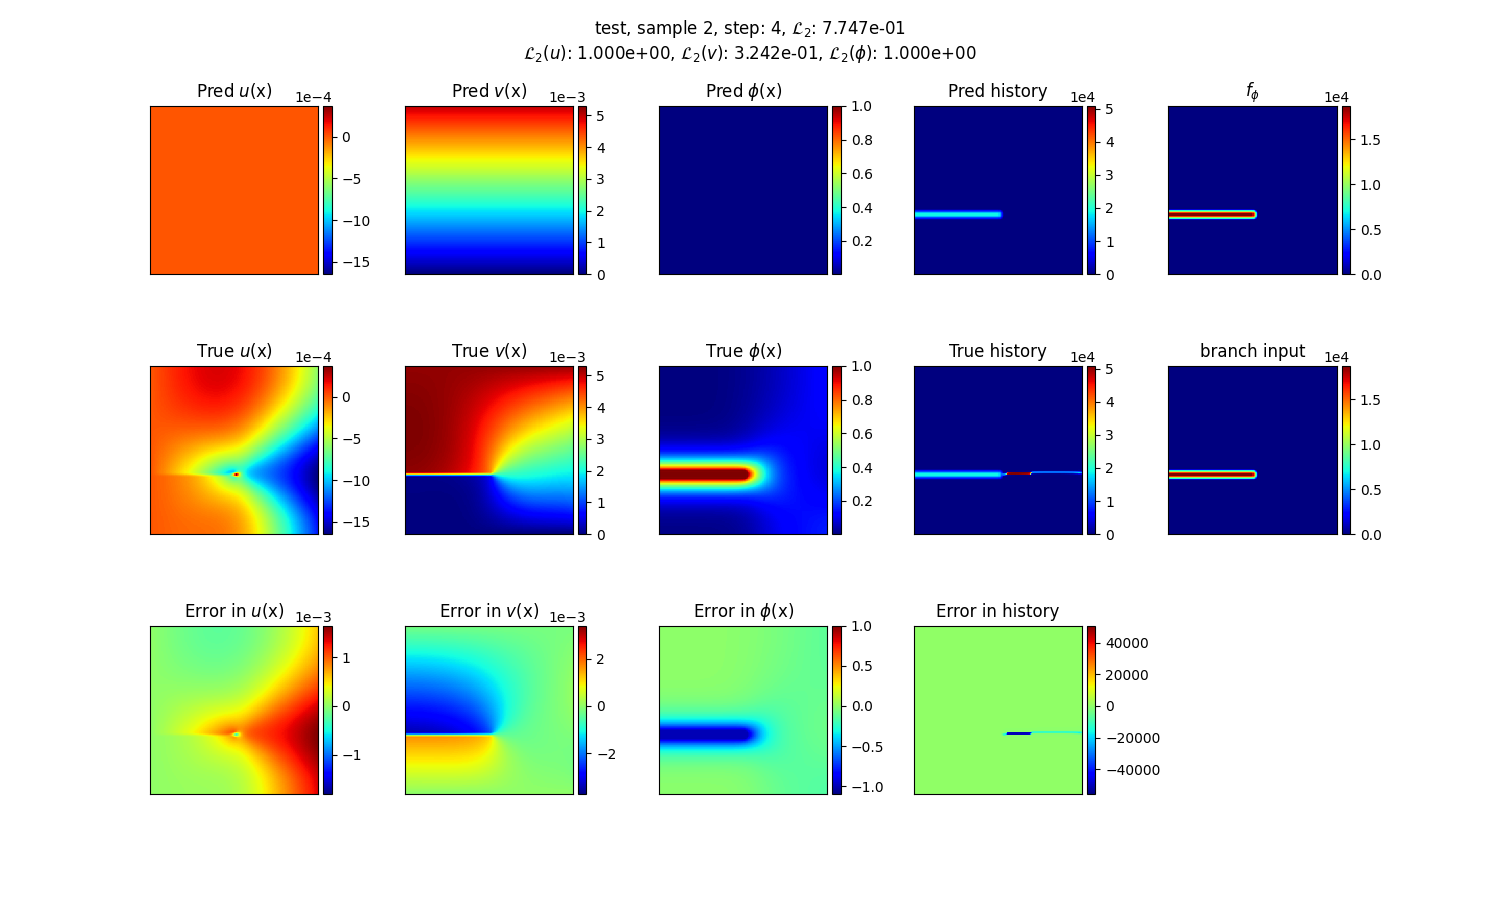 test, sample 2, step: 4, ℒ₂: 7.747e-01
ℒ₂(u): 1.000e+00, ℒ₂(v): 3.242e-01, ℒ₂(ϕ): 1.000e+00
Pred u(x)
1e−4
0
−5
−10
−15
Pred v(x)
1e−3
5
4
3
2
1
0
Pred ϕ(x)
1.0
0.8
0.6
0.4
0.2
Pred history
1e4
5
4
3
2
1
0
f_ϕ
1e4
1.5
1.0
0.5
0.0
True u(x)
1e−4
0
−5
−10
−15
True v(x)
1e−3
5
4
3
2
1
0
True ϕ(x)
1.0
0.8
0.6
0.4
0.2
True history
1e4
5
4
3
2
1
0
branch input
1e4
1.5
1.0
0.5
0.0
Error in u(x)
1e−3
1
0
−1
Error in v(x)
1e−3
2
0
−2
Error in ϕ(x)
1.0
0.5
0.0
−0.5
−1.0
Error in history
40000
20000
0
−20000
−40000